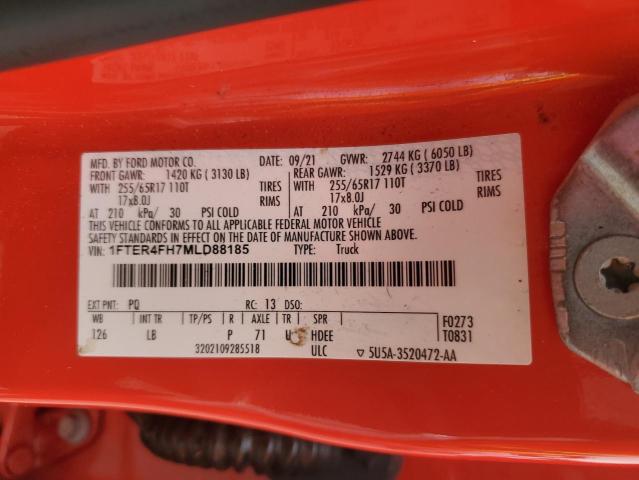 MFD. BY FORD MOTOR CO. DATE: 09/21 GVWR: 2744 KG ( 6050 LB)
FRONT GAWR: 1420 KG ( 3130 LB) REAR GAWR: 1529 KG ( 3370 LB)
WITH 255/65R17 110T TIRES WITH 255/65R17 110T TIRES
17x8.0J RIMS 17x8.0J RIMS
AT 210 kPa/ 30 PSI COLD AT 210 kPa/ 30 PSI COLD
THIS VEHICLE CONFORMS TO ALL APPLICABLE FEDERAL MOTOR VEHICLE
SAFETY STANDARDS IN EFFECT ON THE DATE OF MANUFACTURE SHOWN ABOVE.
VIN: 1FTER4FH7MLD88185 TYPE: Truck
EXT PNT: PQ RC: 13 DSO:
WB INT TR TP/PS R AXLE TR SPR F0273
126 LB P 71 U HDEE T0831
3202109285518 ULC ▽ 5U5A-3520472-AA